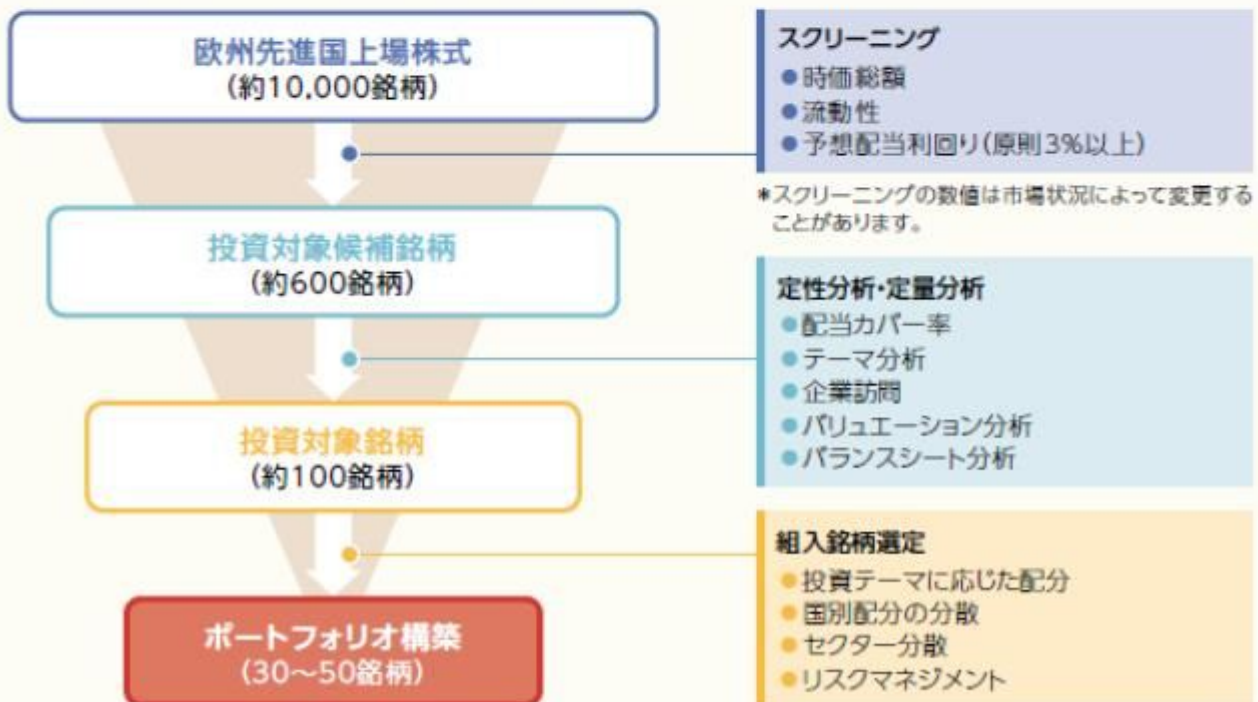 欧州先進国上場株式
(約10,000銘柄)
スクリーニング
●時価総額
●流動性
●予想配当利回り(原則3%以上)
*スクリーニングの数値は市場状況によって変更する
ことがあります。
投資対象候補銘柄
(約600銘柄)
定性分析・定量分析
●配当カバー率
●テーマ分析
●企業訪問
●バリュエーション分析
●バランスシート分析
投資対象銘柄
(約100銘柄)
組入銘柄選定
●投資テーマに応じた配分
●国別配分の分散
●セクター分散
●リスクマネジメント
ポートフォリオ構築
(30〜50銘柄)